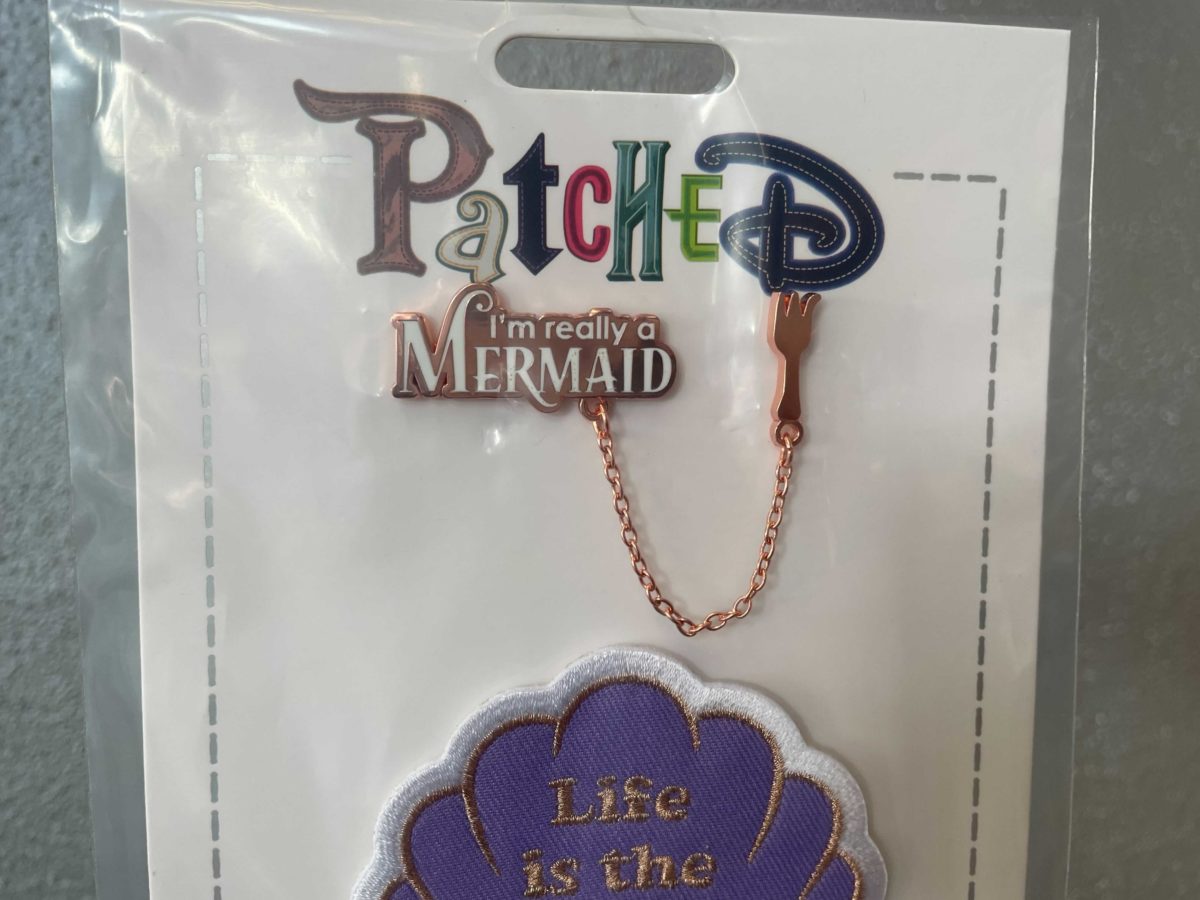 PatcheD
I'm really a
MERMAID
Life
is the